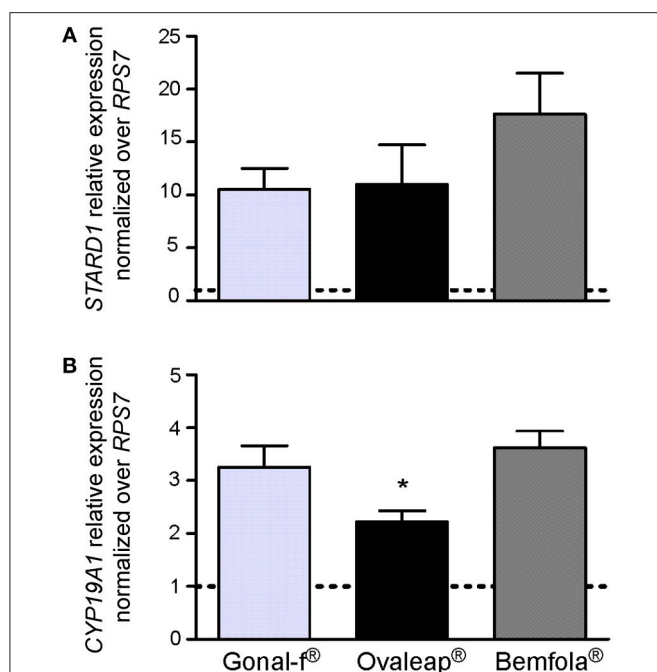 A
STARD1 relative expression
normalized over RPS7
25
20
15
10
5
0
B
CYP19A1 relative expression
normalized over RPS7
5
4
3
2
1
0
*
Gonal-f® Ovaleap® Bemfola®